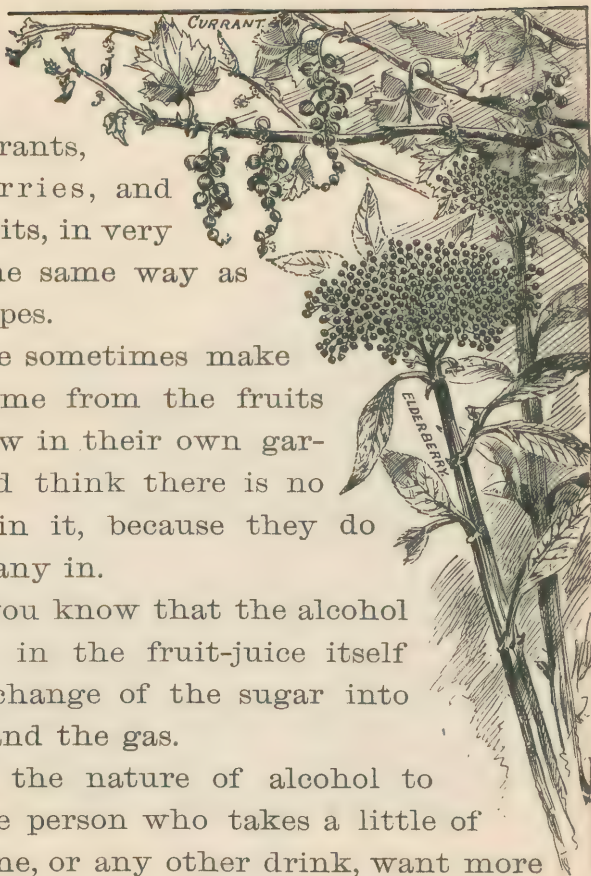 CURRANT
rants,
rries, and
its, in very
he same way as
pes.
e sometimes make
me from the fruits
w in their own gar-
d think there is no
in it, because they do
any in.
you know that the alcohol
in the fruit-juice itself
change of the sugar into
and the gas.
the nature of alcohol to
e person who takes a little of
ne, or any other drink, want more
ELDERBERRY